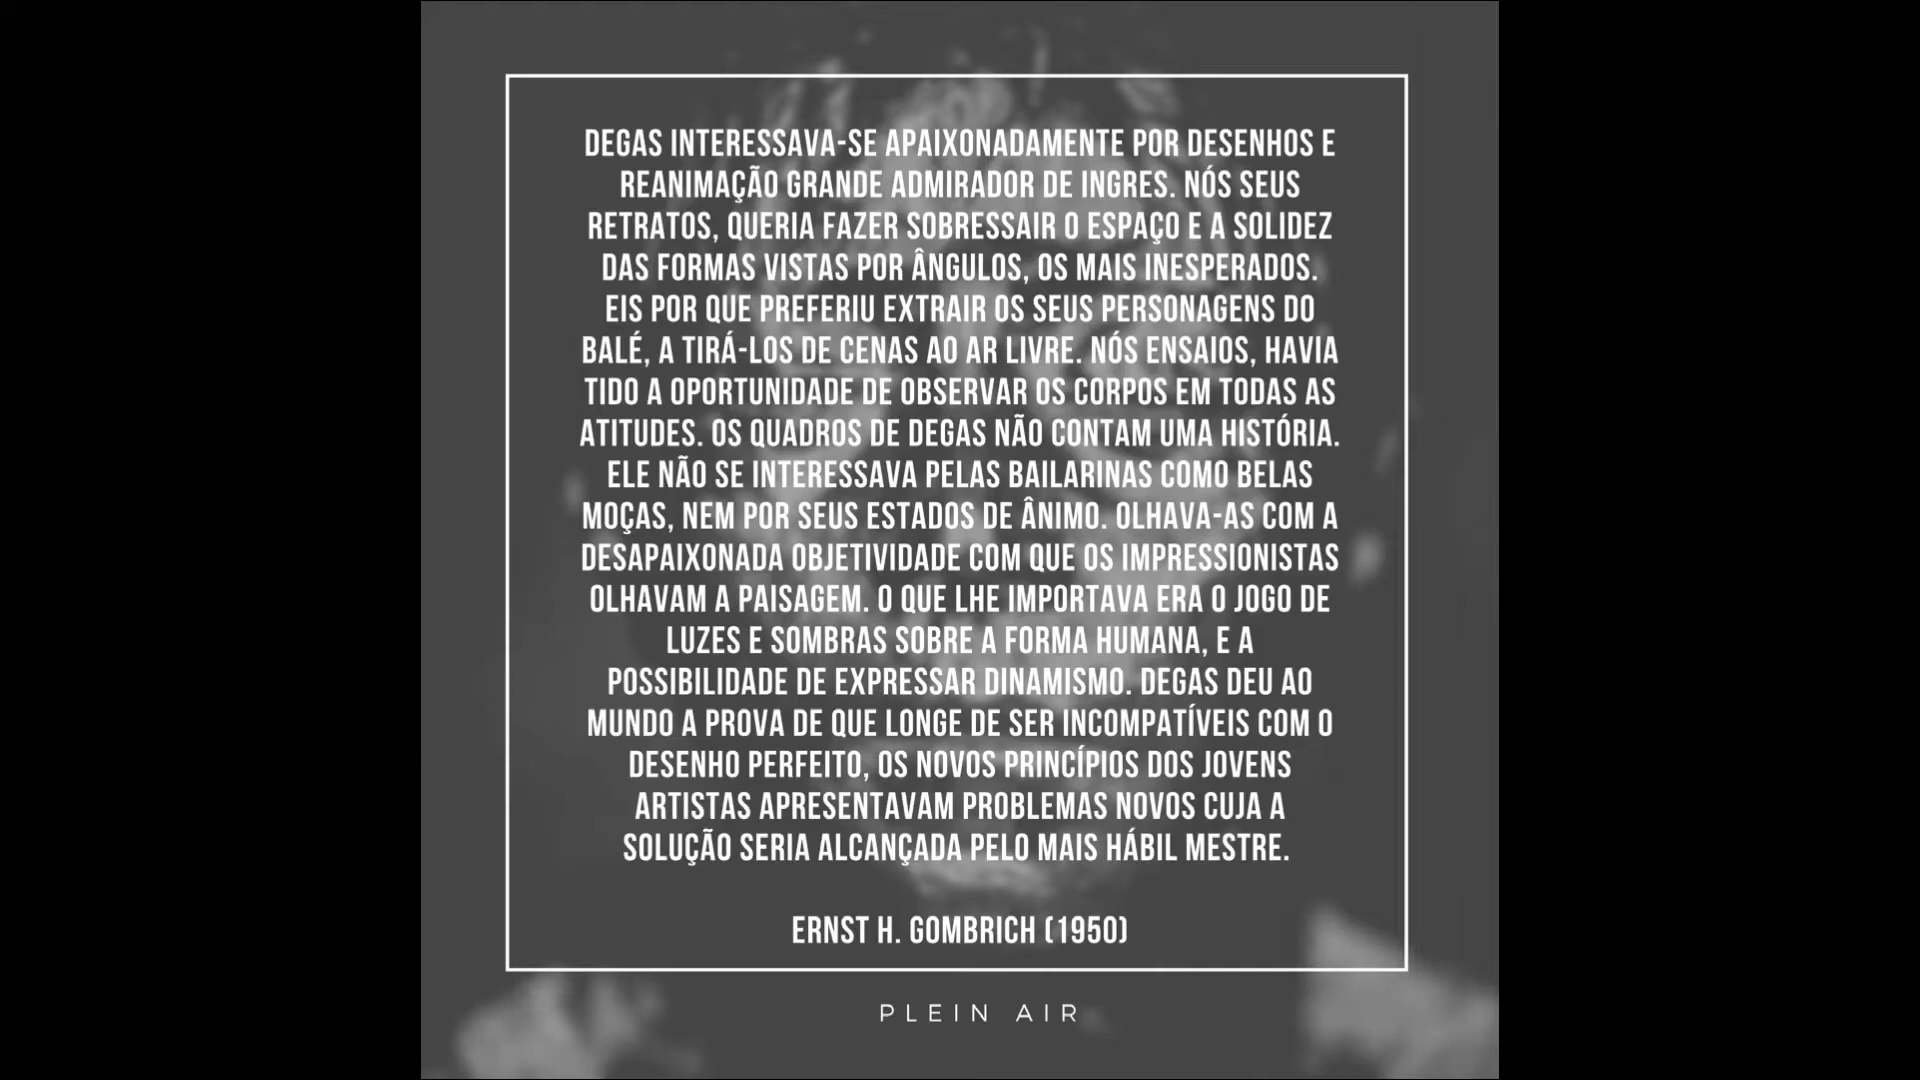 DEGAS INTERESSAVA-SE APAIXONADAMENTE POR DESENHOS E
REANIMAÇÃO GRANDE ADMIRADOR DE INGRES. NÓS SEUS
RETRATOS, QUERIA FAZER SOBRESSAIR O ESPAÇO E A SOLIDEZ
DAS FORMAS VISTAS POR ÂNGULOS, OS MAIS INESPERADOS.
EIS POR QUE PREFERIU EXTRAIR OS SEUS PERSONAGENS DO
BALÉ, A TIRÁ-LOS DE CENAS AO AR LIVRE. NÓS ENSAIOS, HAVIA
TIDO A OPORTUNIDADE DE OBSERVAR OS CORPOS EM TODAS AS
ATITUDES. OS QUADROS DE DEGAS NÃO CONTAM UMA HISTÓRIA.
ELE NÃO SE INTERESSAVA PELAS BAILARINAS COMO BELAS
MOÇAS, NEM POR SEUS ESTADOS DE ÂNIMO. OLHAVA-AS COM A
DESAPAIXONADA OBJETIVIDADE COM QUE OS IMPRESSIONISTAS
OLHAVAM A PAISAGEM. O QUE LHE IMPORTAVA ERA O JOGO DE
LUZES E SOMBRAS SOBRE A FORMA HUMANA, E A
POSSIBILIDADE DE EXPRESSAR DINAMISMO. DEGAS DEU AO
MUNDO A PROVA DE QUE LONGE DE SER INCOMPATÍVEIS COM O
DESENHO PERFEITO, OS NOVOS PRINCÍPIOS DOS JOVENS
ARTISTAS APRESENTAVAM PROBLEMAS NOVOS CUJA A
SOLUÇÃO SERIA ALCANÇADA PELO MAIS HÁBIL MESTRE.
ERNST H. GOMBRICH (1950)
PLEIN AIR